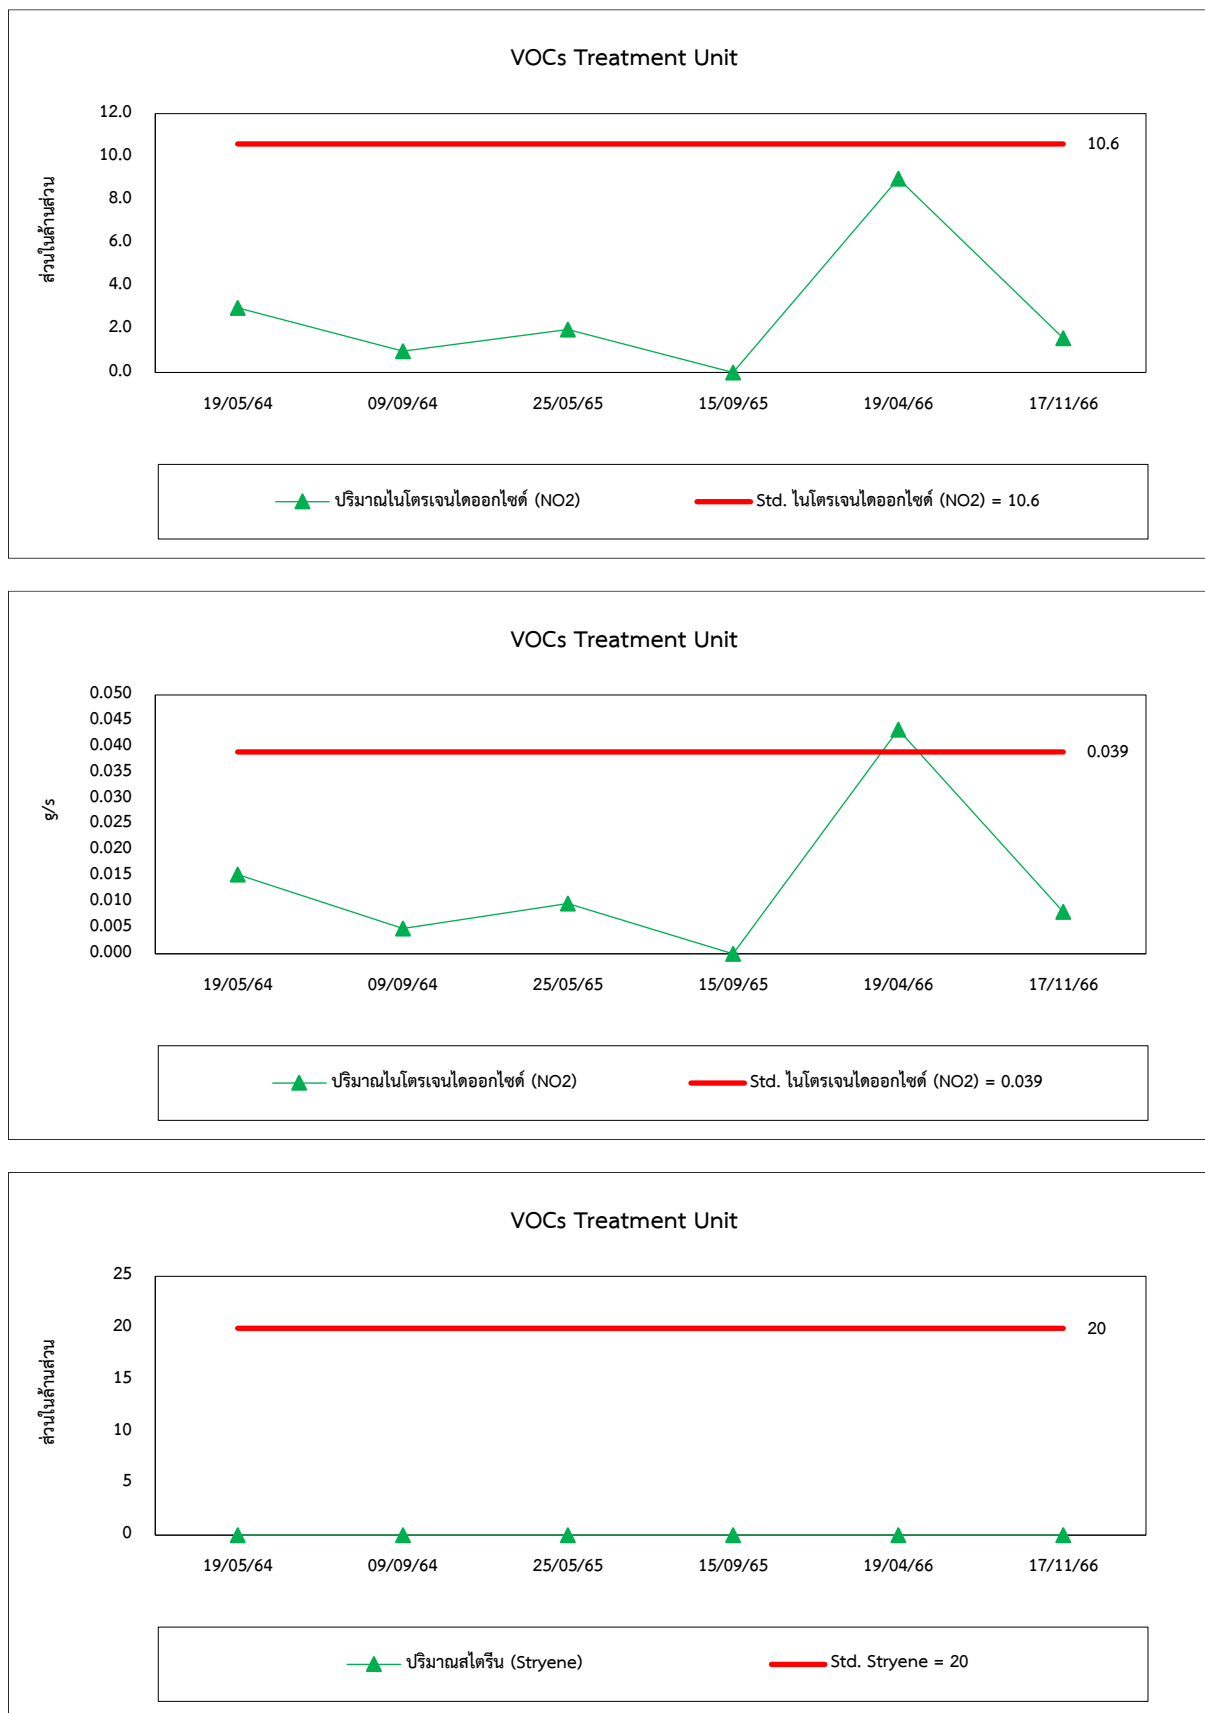 VOCs Treatment Unit
12.0
10.0
8.0
6.0
4.0
2.0
0.0
ส่วนในล้านส่วน
10.6
19/05/64 09/09/64 25/05/65 15/09/65 19/04/66 17/11/66
ปริมาณไนโตรเจนไดออกไซด์ (NO2) Std. ไนโตรเจนไดออกไซด์ (NO2) = 10.6
VOCs Treatment Unit
0.050
0.045
0.040
0.035
0.030
0.025
0.020
0.015
0.010
0.005
0.000
g/s
0.039
19/05/64 09/09/64 25/05/65 15/09/65 19/04/66 17/11/66
ปริมาณไนโตรเจนไดออกไซด์ (NO2) Std. ไนโตรเจนไดออกไซด์ (NO2) = 0.039
VOCs Treatment Unit
25
20
15
10
5
0
ส่วนในล้านส่วน
20
19/05/64 09/09/64 25/05/65 15/09/65 19/04/66 17/11/66
ปริมาณสไตรีน (Stryene) Std. Stryene = 20